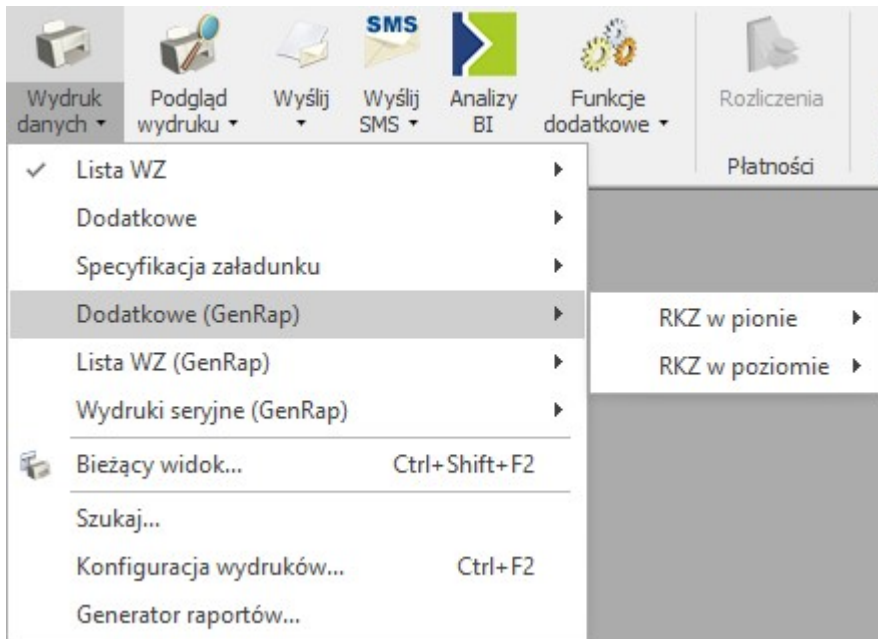 SMS
Wydruk
danych
Podgląd
wydruku
Wyślij
Wyślij
SMS
Analizy
BI
Funkcje
dodatkowe
Rozliczenia
Płatności
Lista WZ
Dodatkowe
Specyfikacja załadunku
Dodatkowe (GenRap)
RKZ w pionie
Lista WZ (GenRap)
RKZ w poziomie
Wydruki seryjne (GenRap)
Bieżący widok... Ctrl+Shift+F2
Szukaj...
Konfiguracja wydruków... Ctrl+F2
Generator raportów...